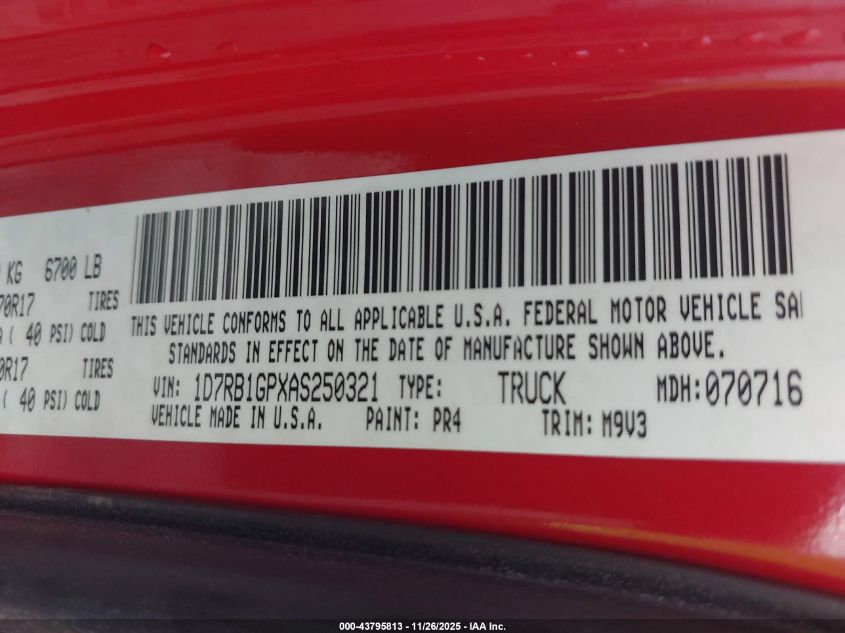 KG 6700 LB
70R17 TIRES
( 40 PSI) COLD
0R17 TIRES
( 40 PSI) COLD
THIS VEHICLE CONFORMS TO ALL APPLICABLE U.S.A. FEDERAL MOTOR VEHICLE SA
STANDARDS IN EFFECT ON THE DATE OF MANUFACTURE SHOWN ABOVE.
VIN: 1D7RB1GPXAS250321 TYPE: TRUCK MDH:070716
VEHICLE MADE IN U.S.A. PAINT: PR4 TRIM: M9V3
000-43795813 - 11/26/2025 - IAA Inc.